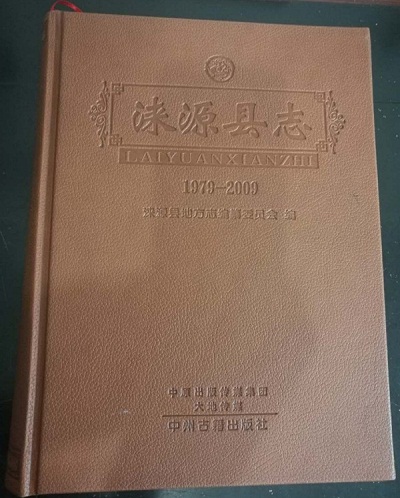 涞源县志
LAIYUANXIANZHI
1979-2009
涞源县地方志编纂委员会 编
中原出版传媒集团
大地传媒
中州古籍出版社